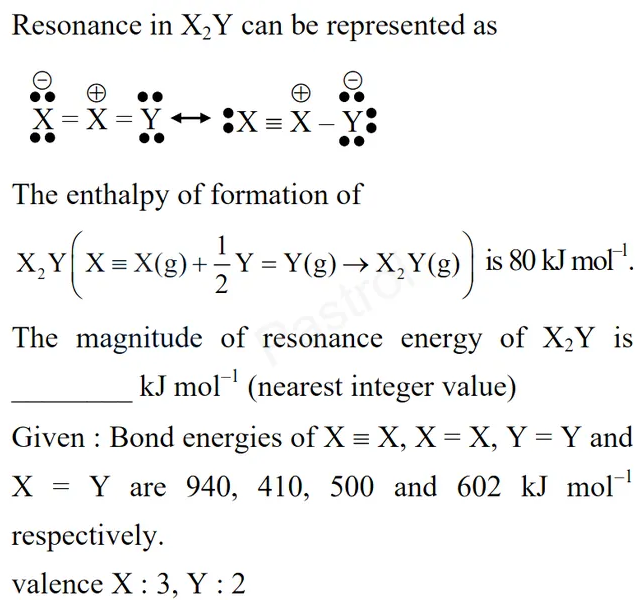 Resonance in X₂Y can be represented as
⊖ ⊕ ⊕ ⊖
X = X = Y ↔ :X ≡ X – Y:
The enthalpy of formation of
X₂Y(X ≡ X(g) + 1/2 Y = Y(g) → X₂Y(g)) is 80 kJ mol⁻¹.
The magnitude of resonance energy of X₂Y is
________ kJ mol⁻¹ (nearest integer value)
Given : Bond energies of X ≡ X, X = X, Y = Y and
X = Y are 940, 410, 500 and 602 kJ mol⁻¹
respectively.
valence X : 3, Y : 2